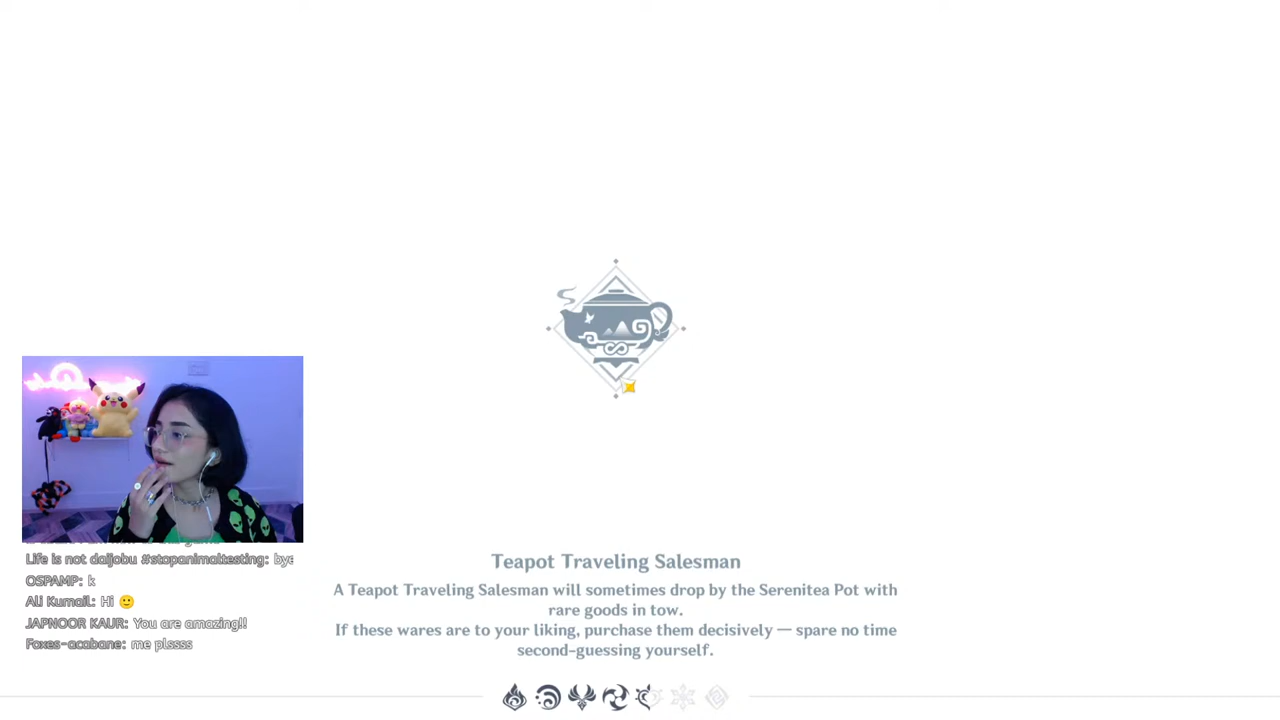 Life is not daijobu #stopanimaltesting: bye
OSPAMP: k
Ali Kumail: Hi 🙂
JAPNOOR KAUR: You are amazing!!
Foxes-acabane: me plssss
Teapot Traveling Salesman
A Teapot Traveling Salesman will sometimes drop by the Serenitea Pot with
rare goods in tow.
If these wares are to your liking, purchase them decisively — spare no time
second-guessing yourself.